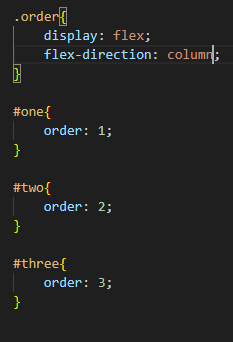 .order{
display: flex;
flex-direction: column;
}
#one{
order: 1;
}
#two{
order: 2;
}
#three{
order: 3;
}